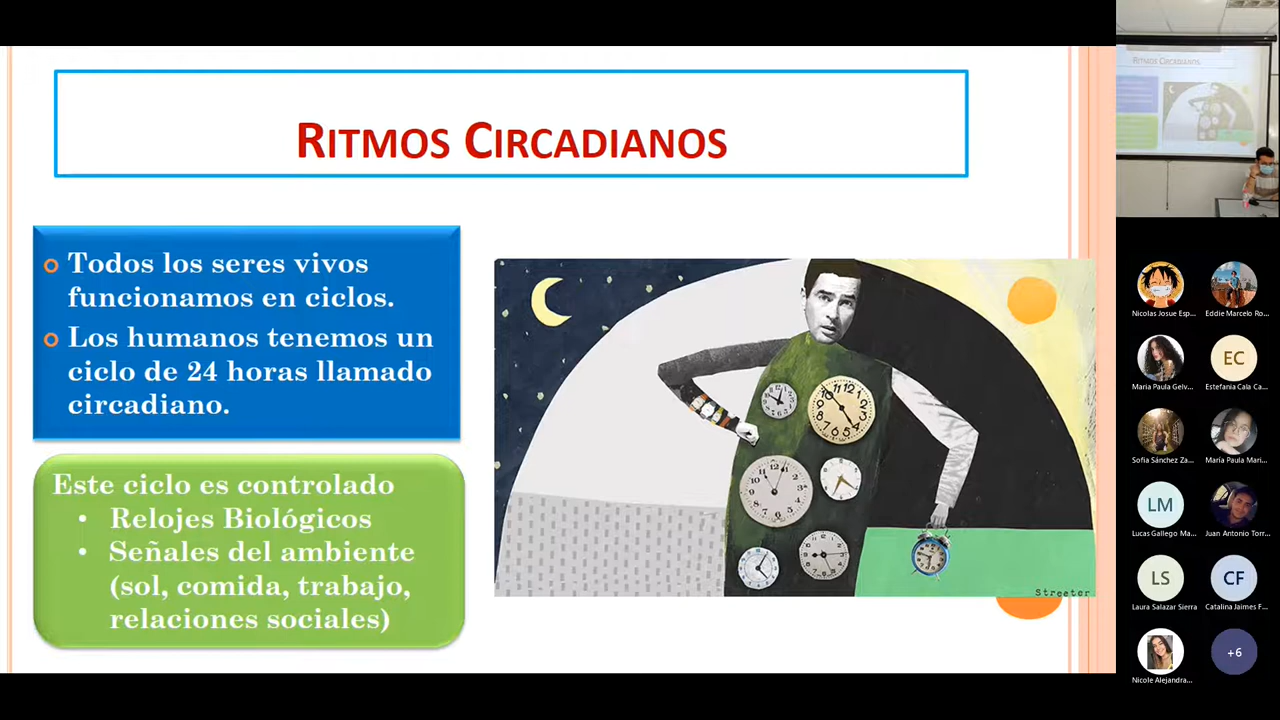 RITMOS CIRCADIANOS
Todos los seres vivos
funcionamos en ciclos.
Los humanos tenemos un
ciclo de 24 horas llamado
circadiano.
Este ciclo es controlado
• Relojes Biológicos
• Señales del ambiente
(sol, comida, trabajo,
relaciones sociales)
Streeter
RITMOS CIRCADIANOS
Nicolas Josue Esp...
Eddie Marcelo Ro...
Maria Paula Gelv...
EC
Estefania Cala Ca...
Sofia Sánchez Za...
María Paula Mari...
LM
Lucas Gallego Ma...
Juan Antonio Torr...
LS
Laura Salazar Sierra
CF
Catalina Jaimes F...
Nicole Alejandra...
+6